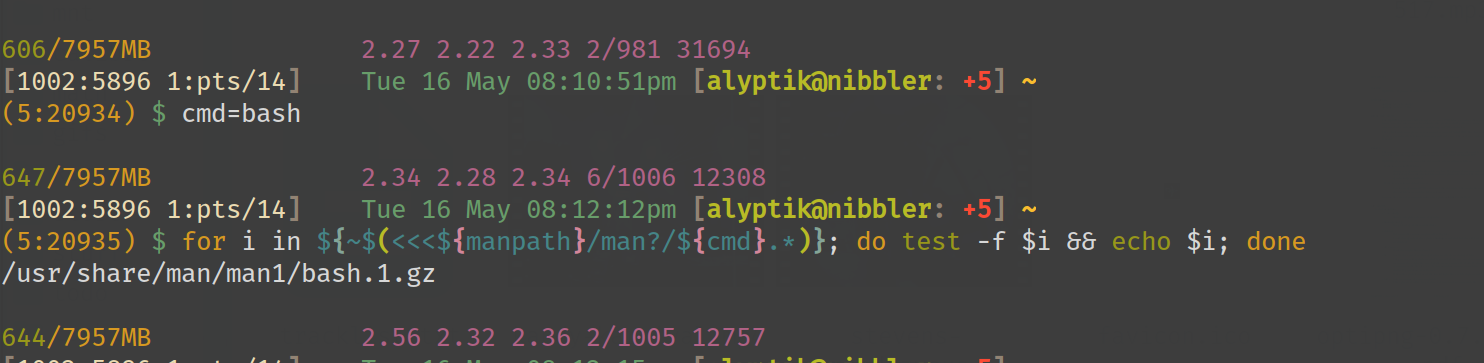 606/7957MB 2.27 2.22 2.33 2/981 31694
[1002:5896 1:pts/14] Tue 16 May 08:10:51pm [alyptik@nibbler: +5] ~
(5:20934) $ cmd=bash
647/7957MB 2.34 2.28 2.34 6/1006 12308
[1002:5896 1:pts/14] Tue 16 May 08:12:12pm [alyptik@nibbler: +5] ~
(5:20935) $ for i in ${~$(<<<${manpath}/man?/${cmd}.*)}; do test -f $i && echo $i; done
/usr/share/man/man1/bash.1.gz
644/7957MB 2.56 2.32 2.36 2/1005 12757